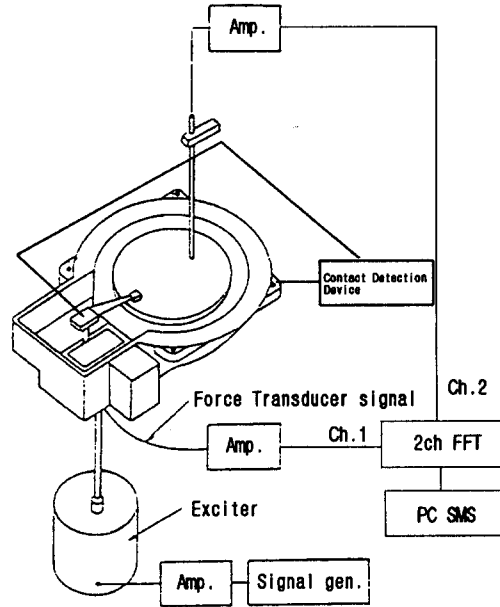 Amp.
Contact Detection
Device
Ch.2
Force Transducer signal
Ch.1
Amp.
2ch FFT
PC SMS
Exciter
Amp.
Signal gen.